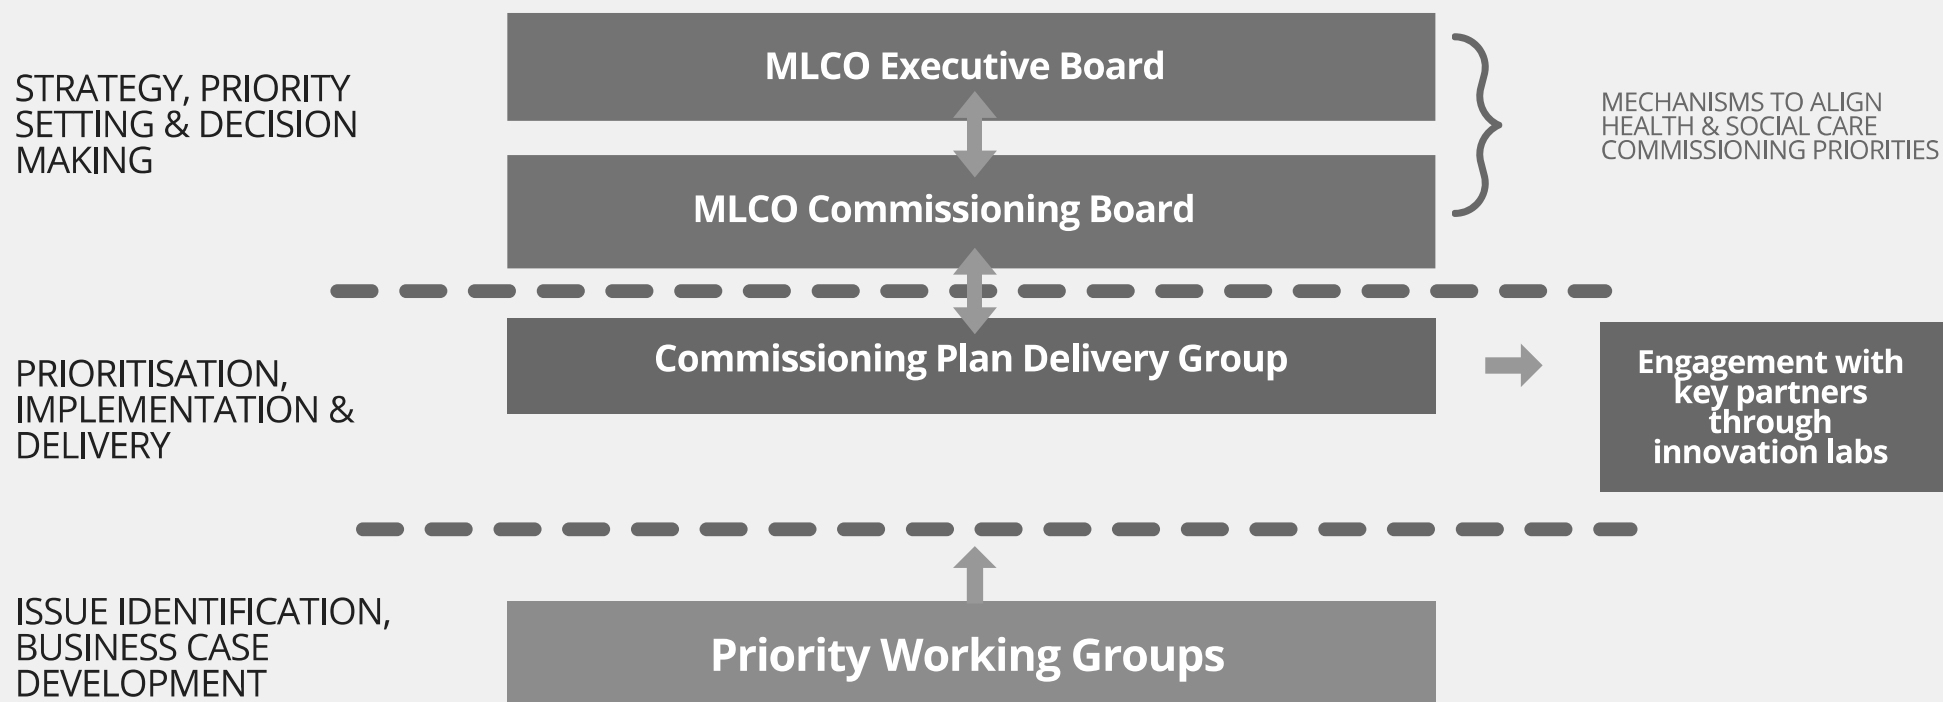 STRATEGY, PRIORITY
SETTING & DECISION
MAKING
MLCO Executive Board
MLCO Commissioning Board
MECHANISMS TO ALIGN
HEALTH & SOCIAL CARE
COMMISSIONING PRIORITIES
PRIORITISATION,
IMPLEMENTATION &
DELIVERY
Commissioning Plan Delivery Group
Engagement with
key partners
through
innovation labs
ISSUE IDENTIFICATION,
BUSINESS CASE
DEVELOPMENT
Priority Working Groups